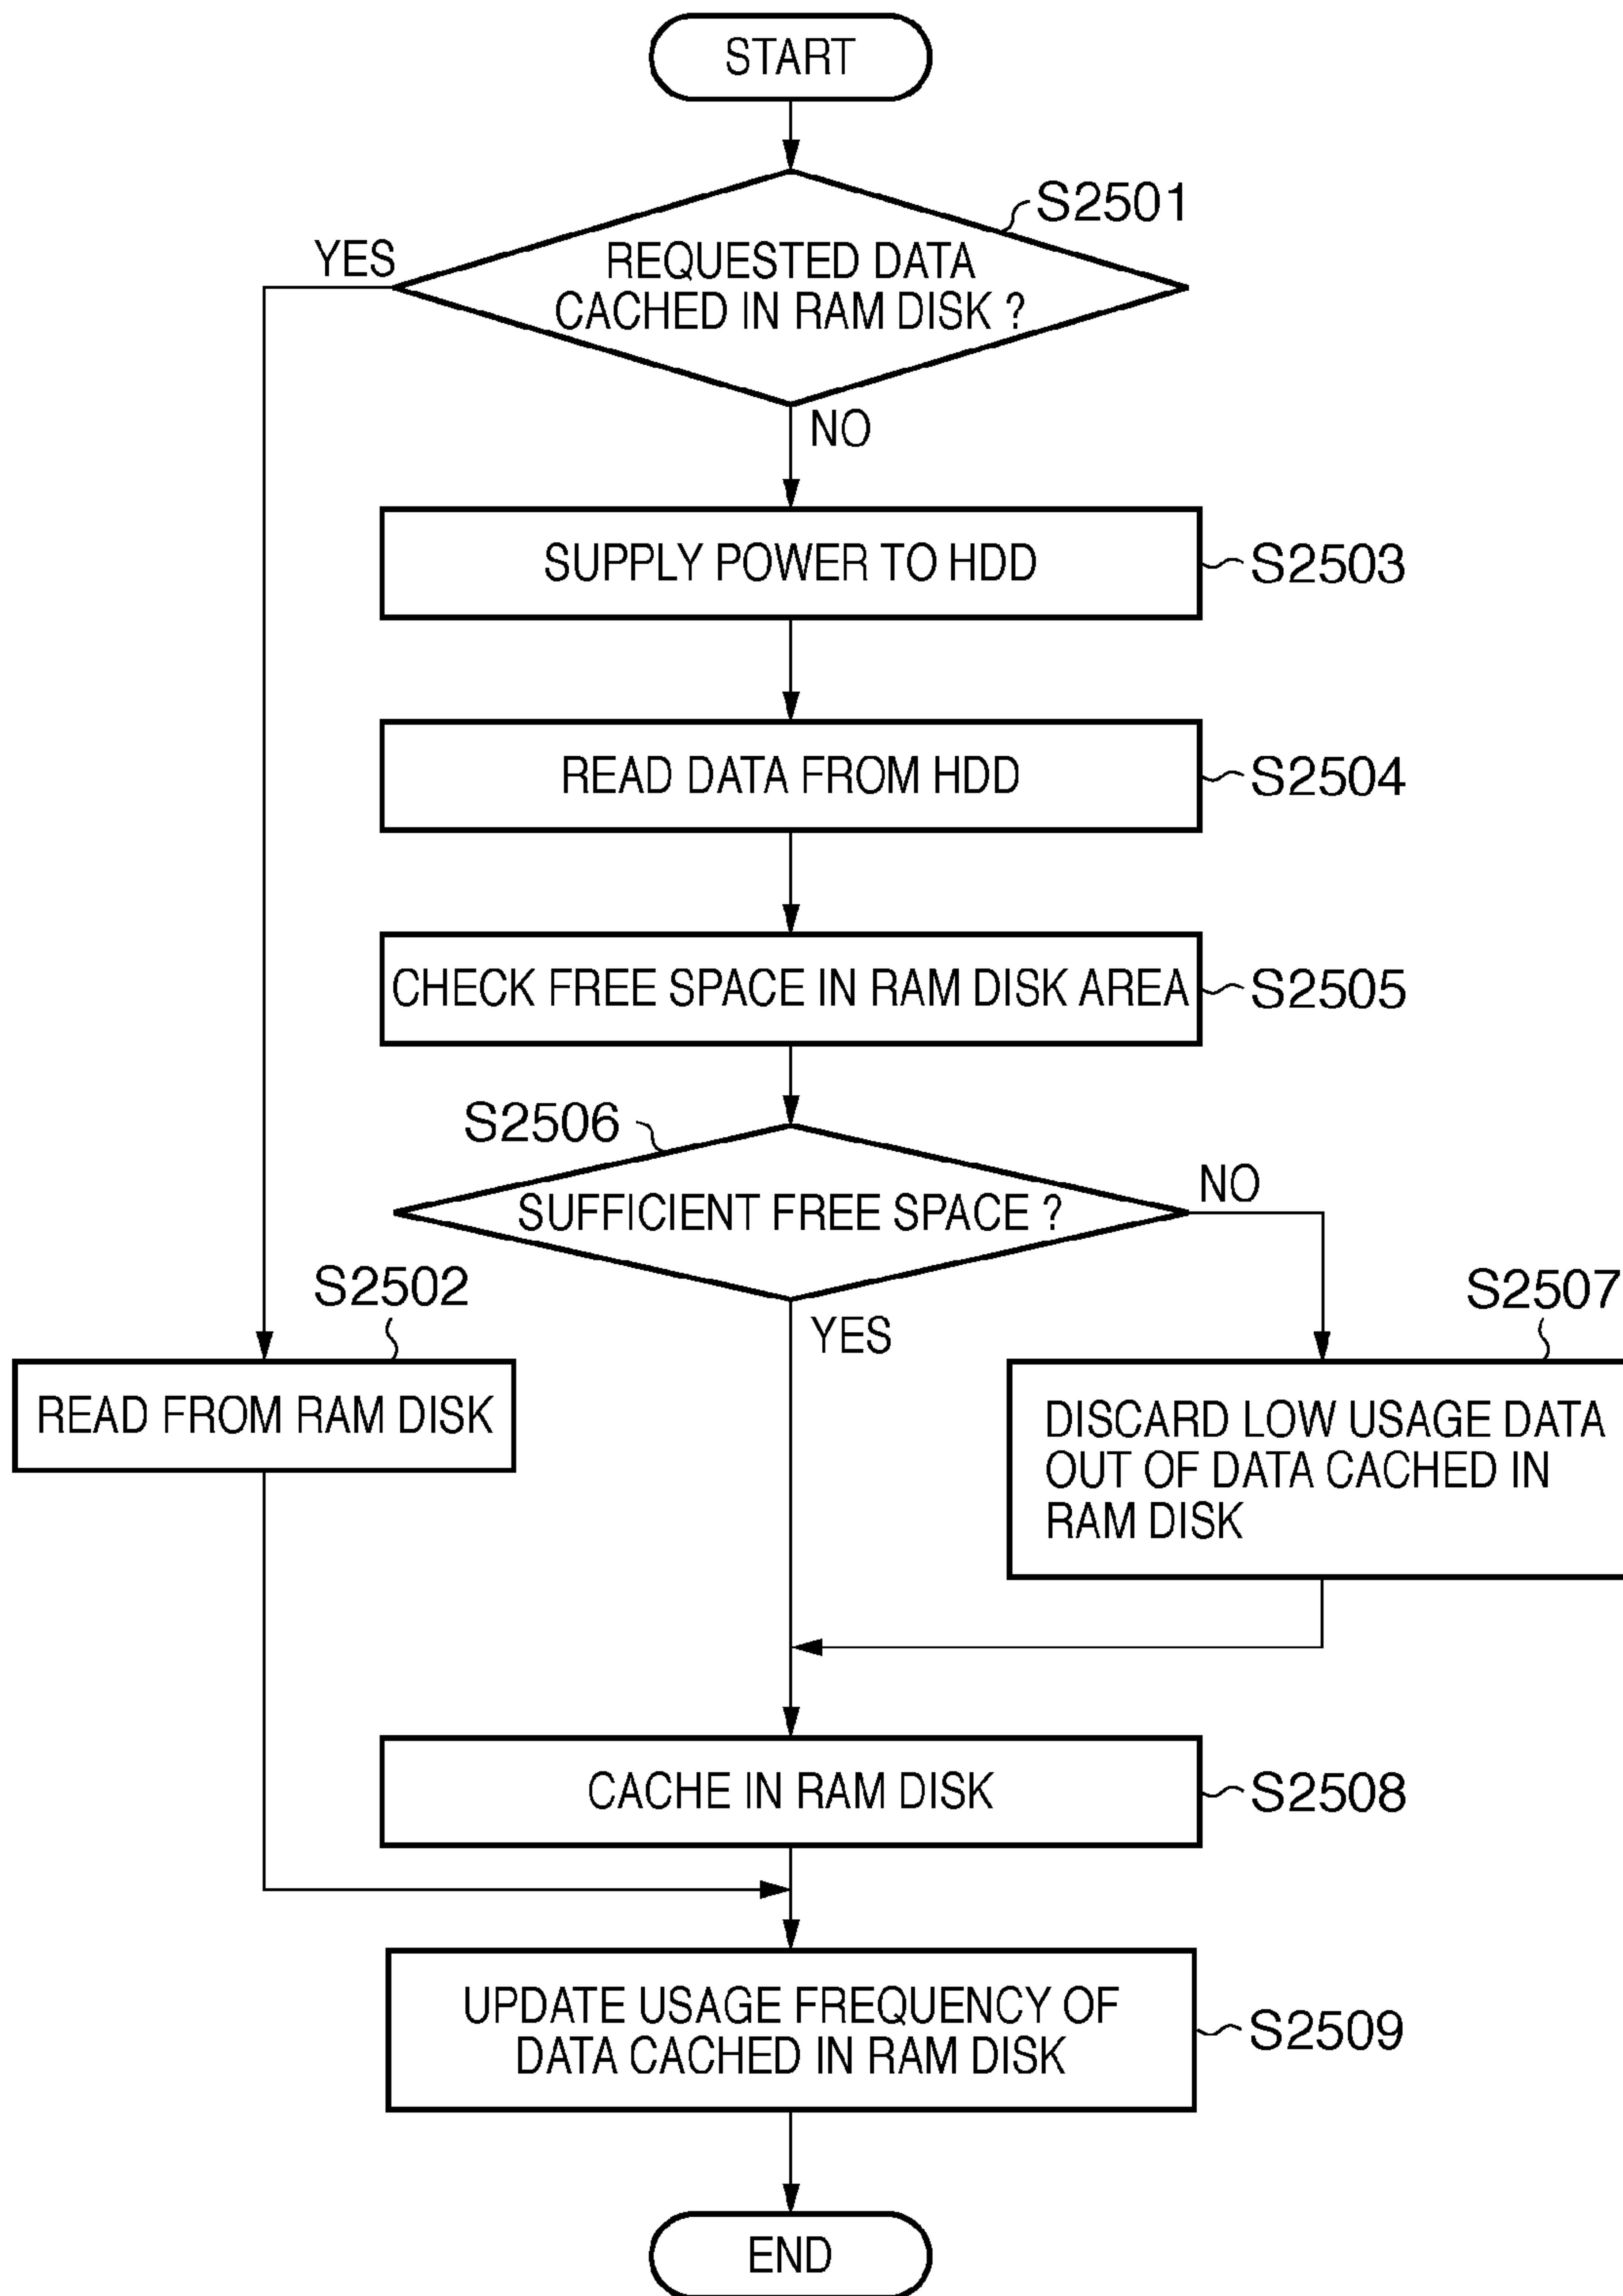 START
S2501
YES
REQUESTED DATA
CACHED IN RAM DISK ?
NO
SUPPLY POWER TO HDD
S2503
READ DATA FROM HDD
S2504
CHECK FREE SPACE IN RAM DISK AREA
S2505
S2506
SUFFICIENT FREE SPACE ?
NO
YES
S2502
READ FROM RAM DISK
S2507
DISCARD LOW USAGE DATA
OUT OF DATA CACHED IN
RAM DISK
CACHE IN RAM DISK
S2508
UPDATE USAGE FREQUENCY OF
DATA CACHED IN RAM DISK
S2509
END